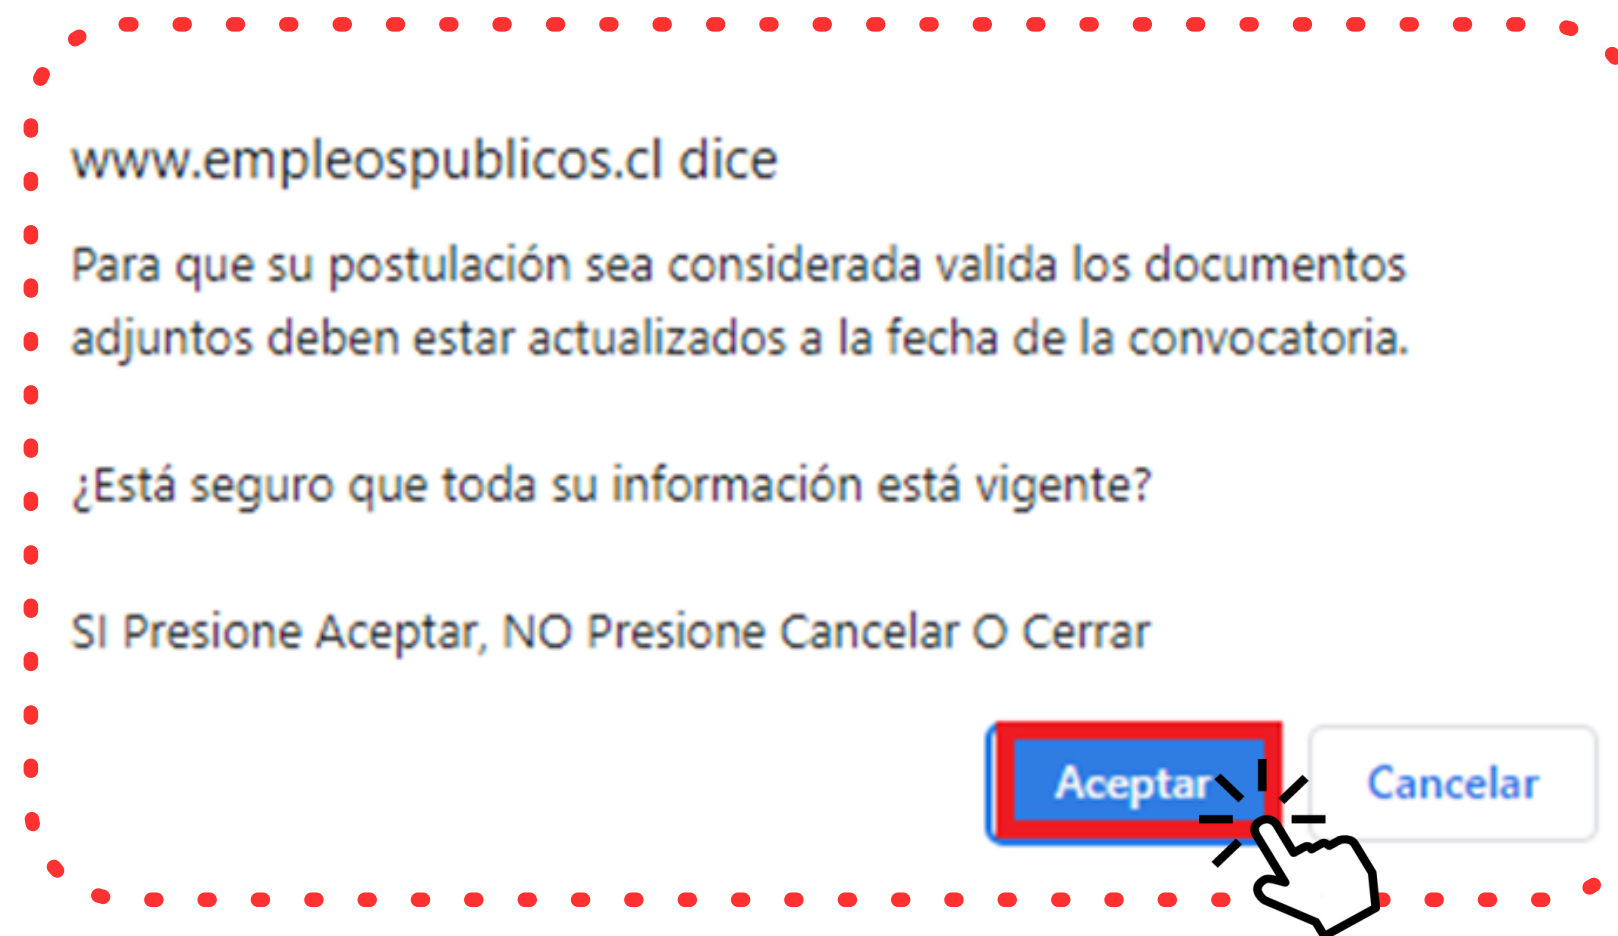 www.empleospublicos.cl dice
Para que su postulación sea considerada valida los documentos
adjuntos deben estar actualizados a la fecha de la convocatoria.
¿Está seguro que toda su información está vigente?
SI Presione Aceptar, NO Presione Cancelar O Cerrar
Aceptar
Cancelar